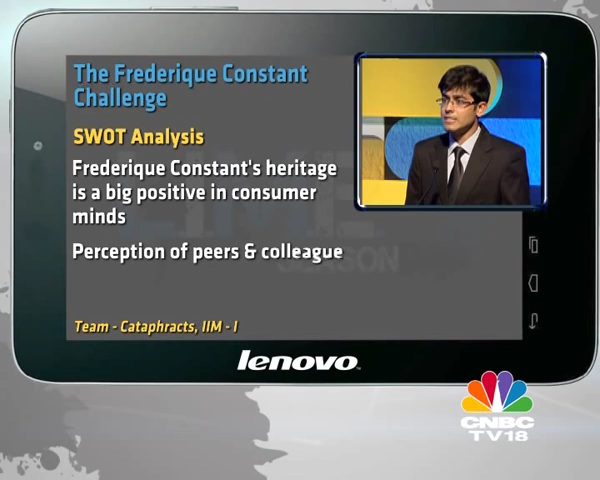 The Frederique Constant
Challenge
SWOT Analysis
Frederique Constant's heritage
is a big positive in consumer
minds
Perception of peers & colleague
SEASON
Team - Cataphracts, IIM - I
lenovo
CNBC
TV18